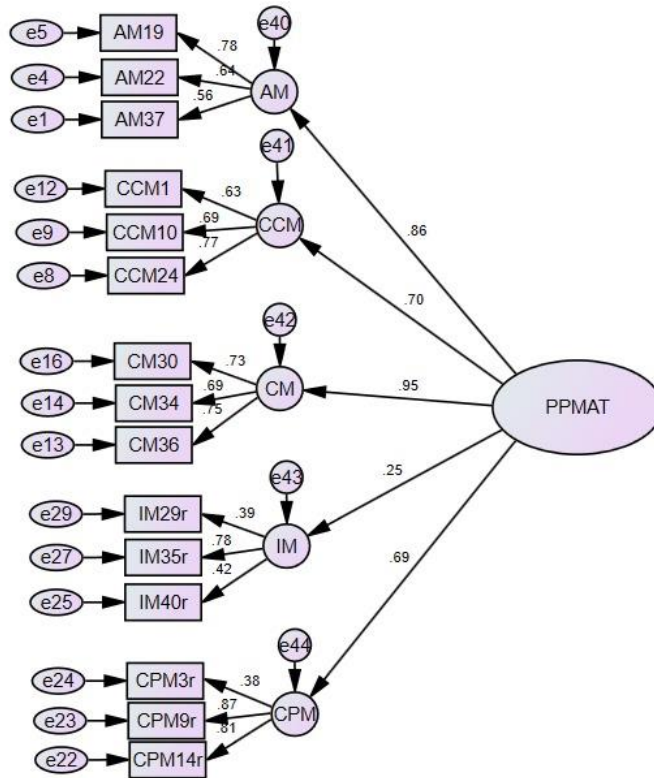 e40
e5
AM19
.78
e4
AM22
.64
AM
e1
AM37
.56
e41
.86
e12
CCM1
.63
e9
CCM10
.69
CCM
e8
CCM24
.77
.70
e42
e16
CM30
.73
e14
CM34
.69
CM
.95
PPMAT
e13
CM36
.75
e43
.25
e29
IM29r
.39
e27
IM35r
.78
IM
e25
IM40r
.42
.69
e44
e24
CPM3r
.38
e23
CPM9r
.87
CPM
e22
CPM14r
.81